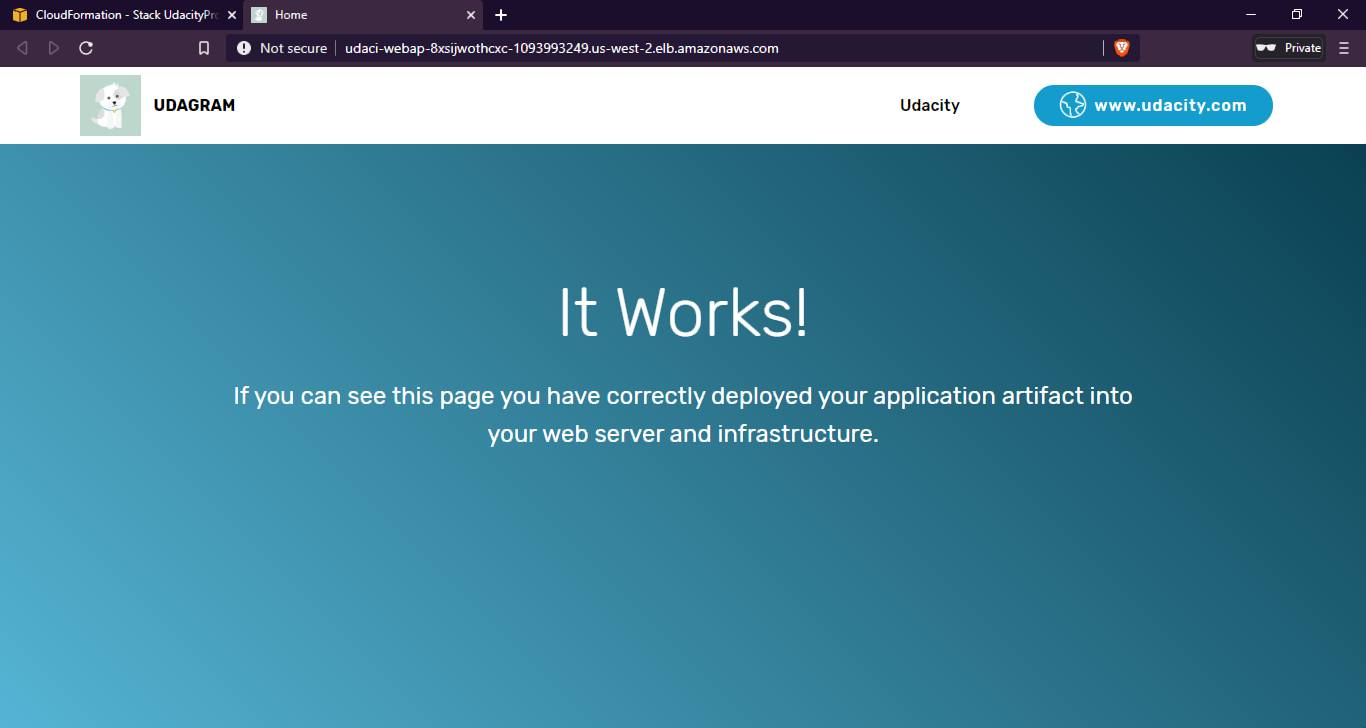 CloudFormation - Stack UdacityPro
Home
Not secure
udaci-webap-8xsijwothcxc-1093993249.us-west-2.elb.amazonaws.com
Private
UDAGRAM
Udacity
www.udacity.com
It Works!
If you can see this page you have correctly deployed your application artifact into
your web server and infrastructure.